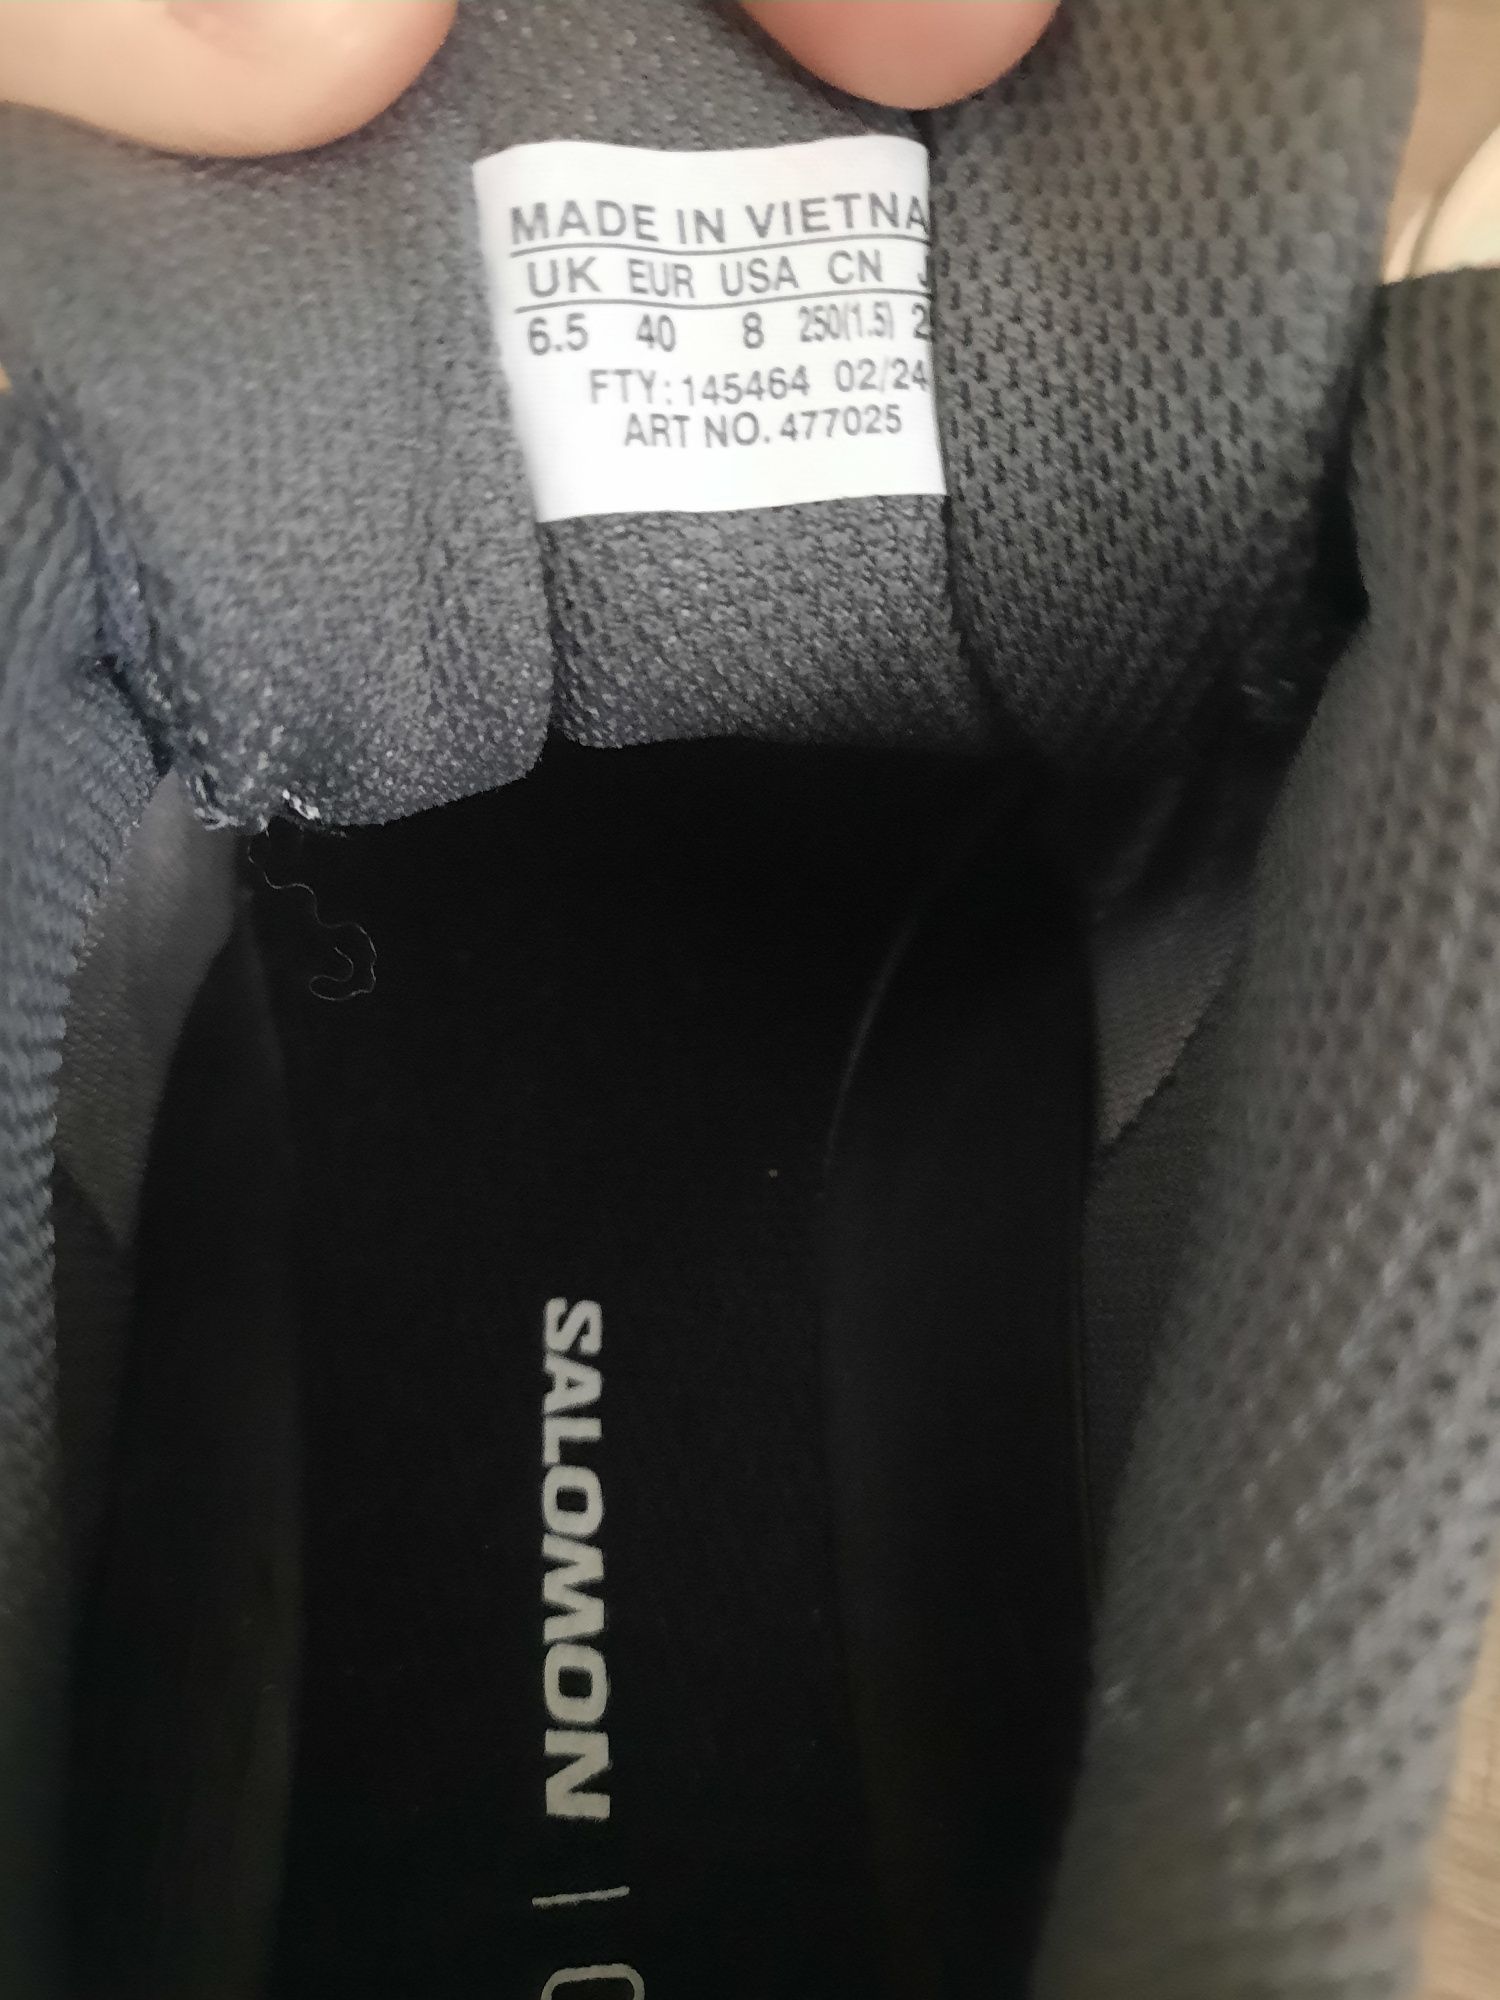 MADE IN VIETNA
UK EUR USA CN J
6.5 40 8 250(1.5) 2
FTY: 145464 02/24
ART NO. 477025
SALOMON | O